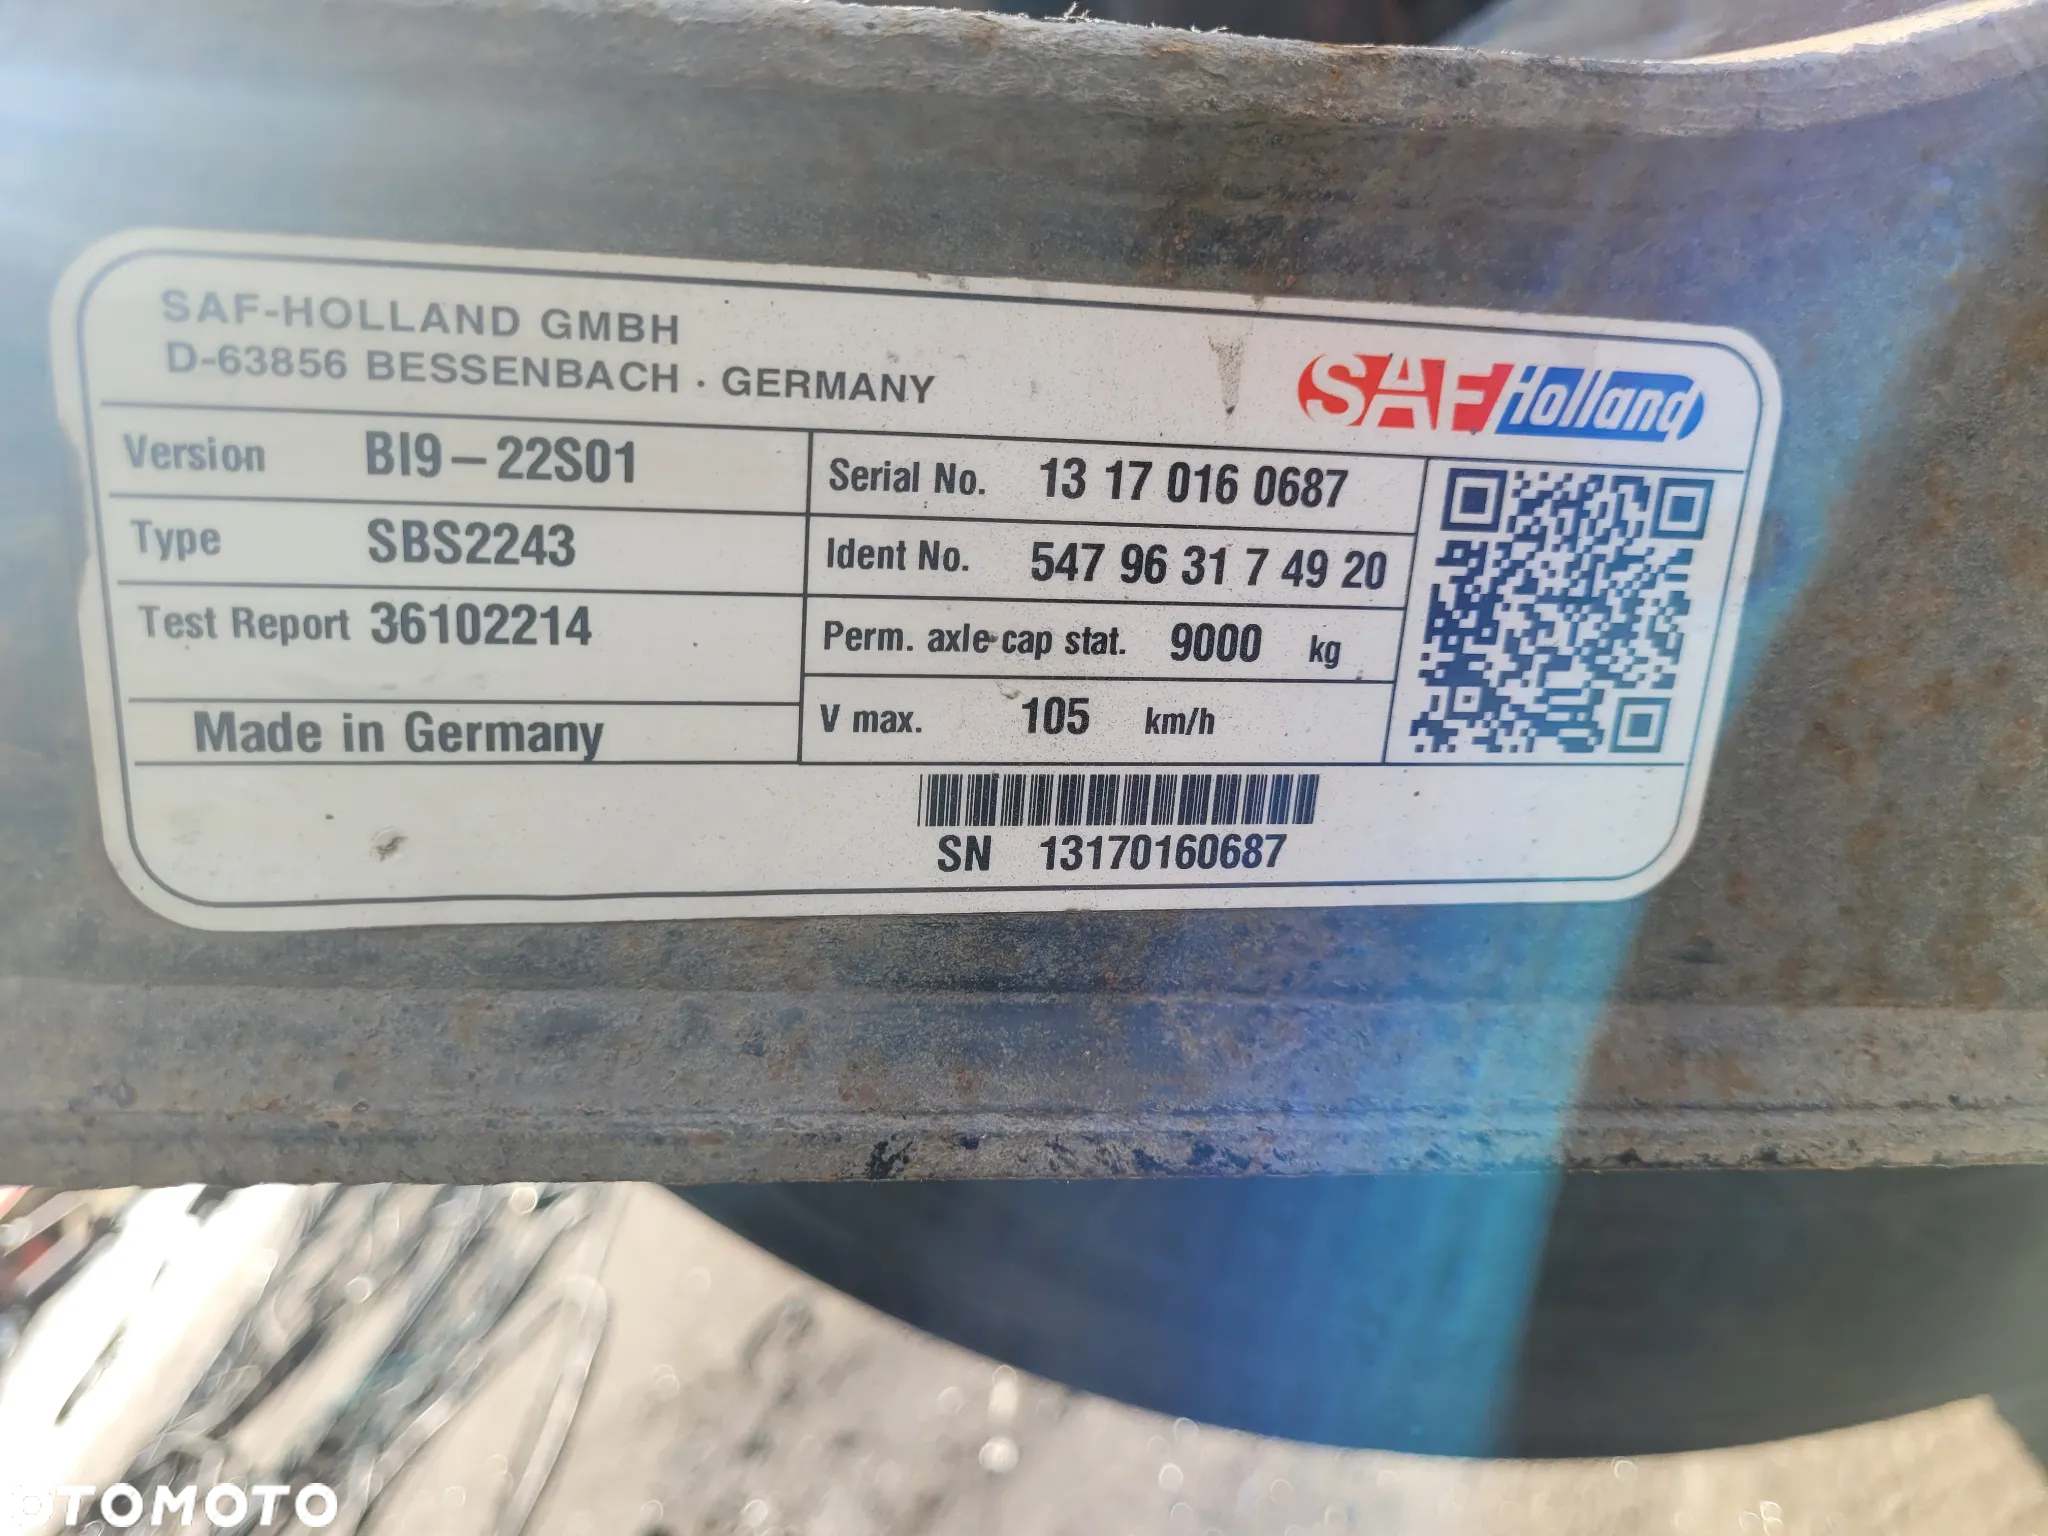 SAF-HOLLAND GMBH
D-63856 BESSENBACH · GERMANY
SAF Holland
Version BI9-22S01
Type SBS2243
Test Report 36102214
Made in Germany
Serial No. 13 17 016 0687
Ident No. 547 96 31 7 49 20
Perm. axle cap stat. 9000 kg
V max. 105 km/h
SN 13170160687
OTOMOTO